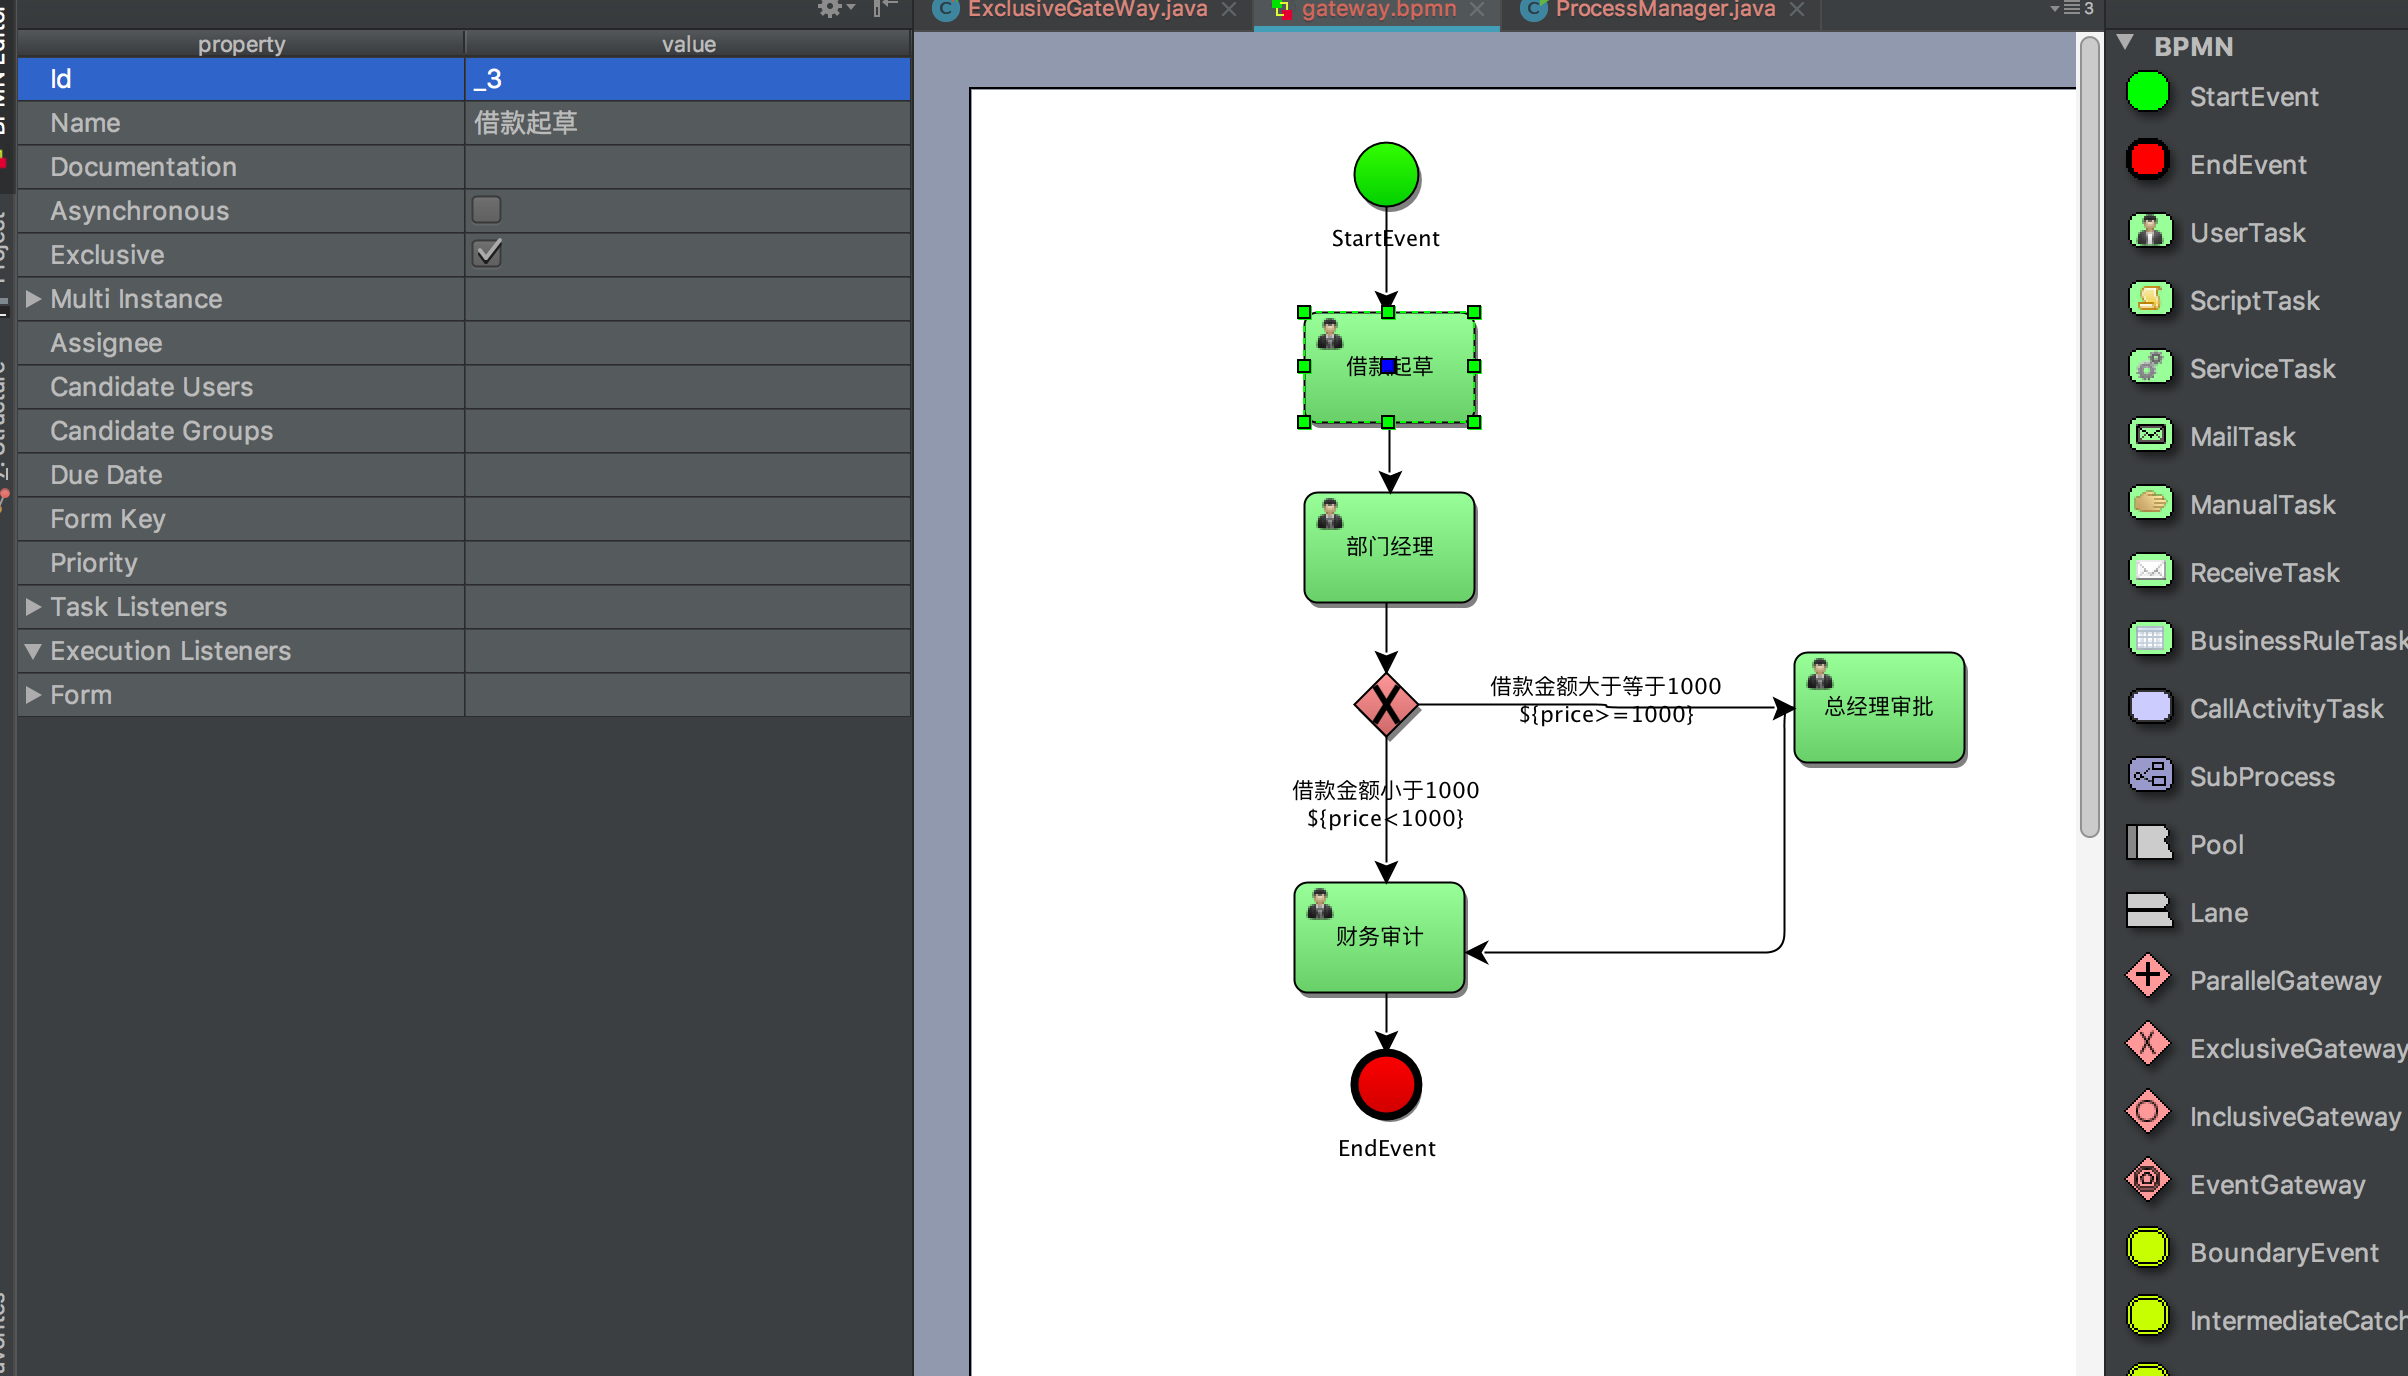 ExclusiveGateWay.java
gateway.bpmn
ProcessManager.java
3
property
value
Id
_3
Name
借款起草
Documentation
Asynchronous
Exclusive
Multi Instance
Assignee
Candidate Users
Candidate Groups
Due Date
Form Key
Priority
Task Listeners
Execution Listeners
Form
StartEvent
借款起草
部门经理
借款金额大于等于1000
${price>=1000}
总经理审批
借款金额小于1000
${price<1000}
财务审计
EndEvent
BPMN
StartEvent
EndEvent
UserTask
ScriptTask
ServiceTask
MailTask
ManualTask
ReceiveTask
BusinessRuleTask
CallActivityTask
SubProcess
Pool
Lane
ParallelGateway
ExclusiveGateway
InclusiveGateway
EventGateway
BoundaryEvent
IntermediateCatch